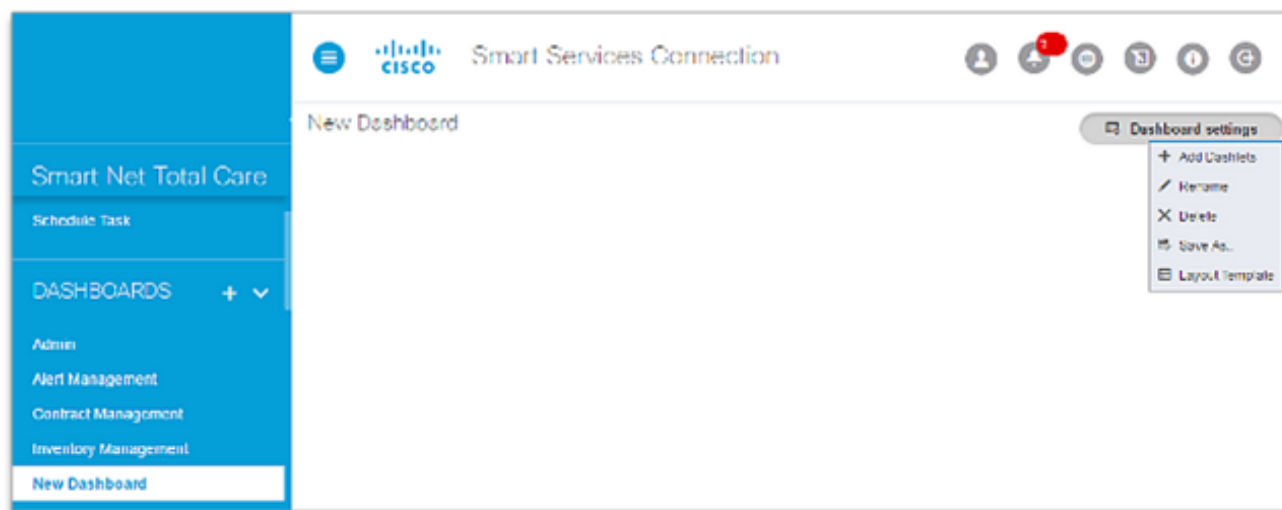 CISCO
Smart Services Connection
New Dashboard
Dashboard settings
+ Add Dashlets
Rename
Delete
Save As..
Layout Template
Smart Net Total Care
Schedule Task
DASHBOARDS
Admin
Alert Management
Contract Management
Inventory Management
New Dashboard